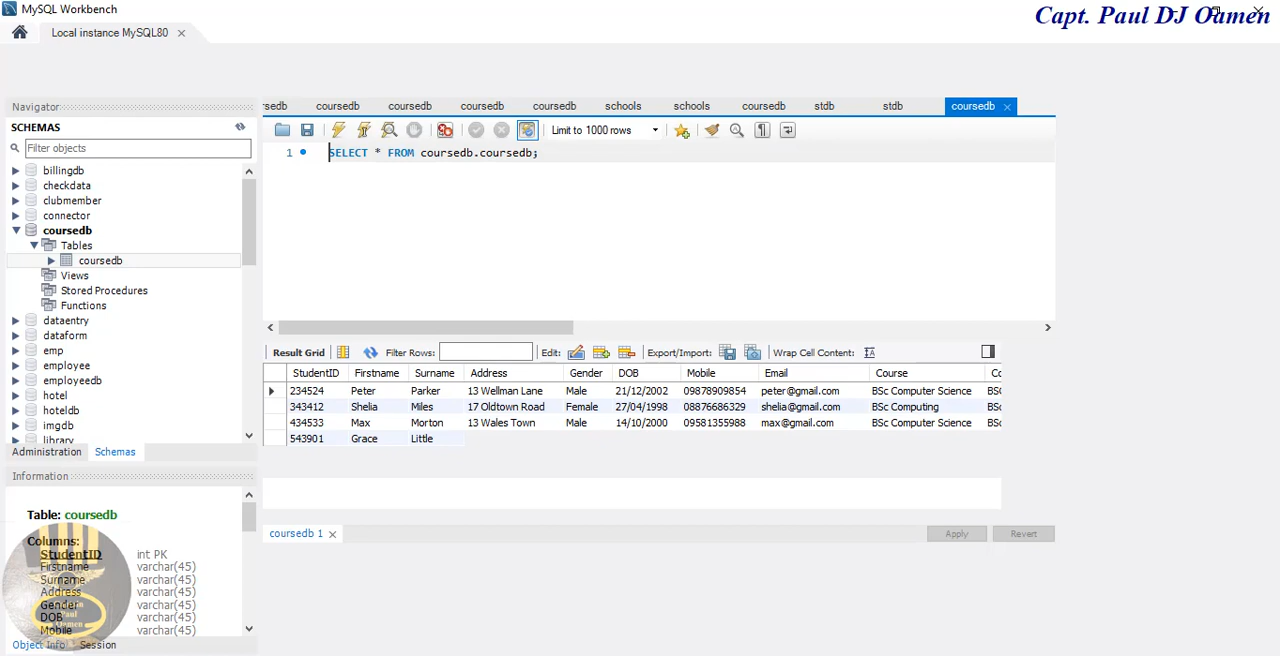 MySQL Workbench
Capt. Paul DJ Oamen
Local instance MySQL80
Navigator
SCHEMAS
Filter objects
billingdb
checkdata
clubmember
connector
coursedb
Tables
coursedb
Views
Stored Procedures
Functions
dataentry
dataform
emp
employee
employeedb
hotel
hoteldb
imgdb
library
Administration Schemas
Information
Table: coursedb
Columns:
StudentID int PK
Firstname varchar(45)
Surname varchar(45)
Address varchar(45)
Gender varchar(45)
DOB varchar(45)
Mobile varchar(45)
Paul
Oamen
Object Info Session
rsedb coursedb coursedb coursedb coursedb schools schools coursedb stdb stdb coursedb
Limit to 1000 rows
1 SELECT * FROM coursedb.coursedb;
Result Grid Filter Rows: Edit: Export/Import: Wrap Cell Content:
StudentID Firstname Surname Address Gender DOB Mobile Email Course Co
234524 Peter Parker 13 Wellman Lane Male 21/12/2002 09878909854 peter@gmail.com BSc Computer Science BSc
343412 Shelia Miles 17 Oldtown Road Female 27/04/1998 08876686329 shelia@gmail.com BSc Computing BSc
434533 Max Morton 13 Wales Town Male 14/10/2000 09581355988 max@gmail.com BSc Computer Science BSc
543901 Grace Little
coursedb 1
Apply Revert